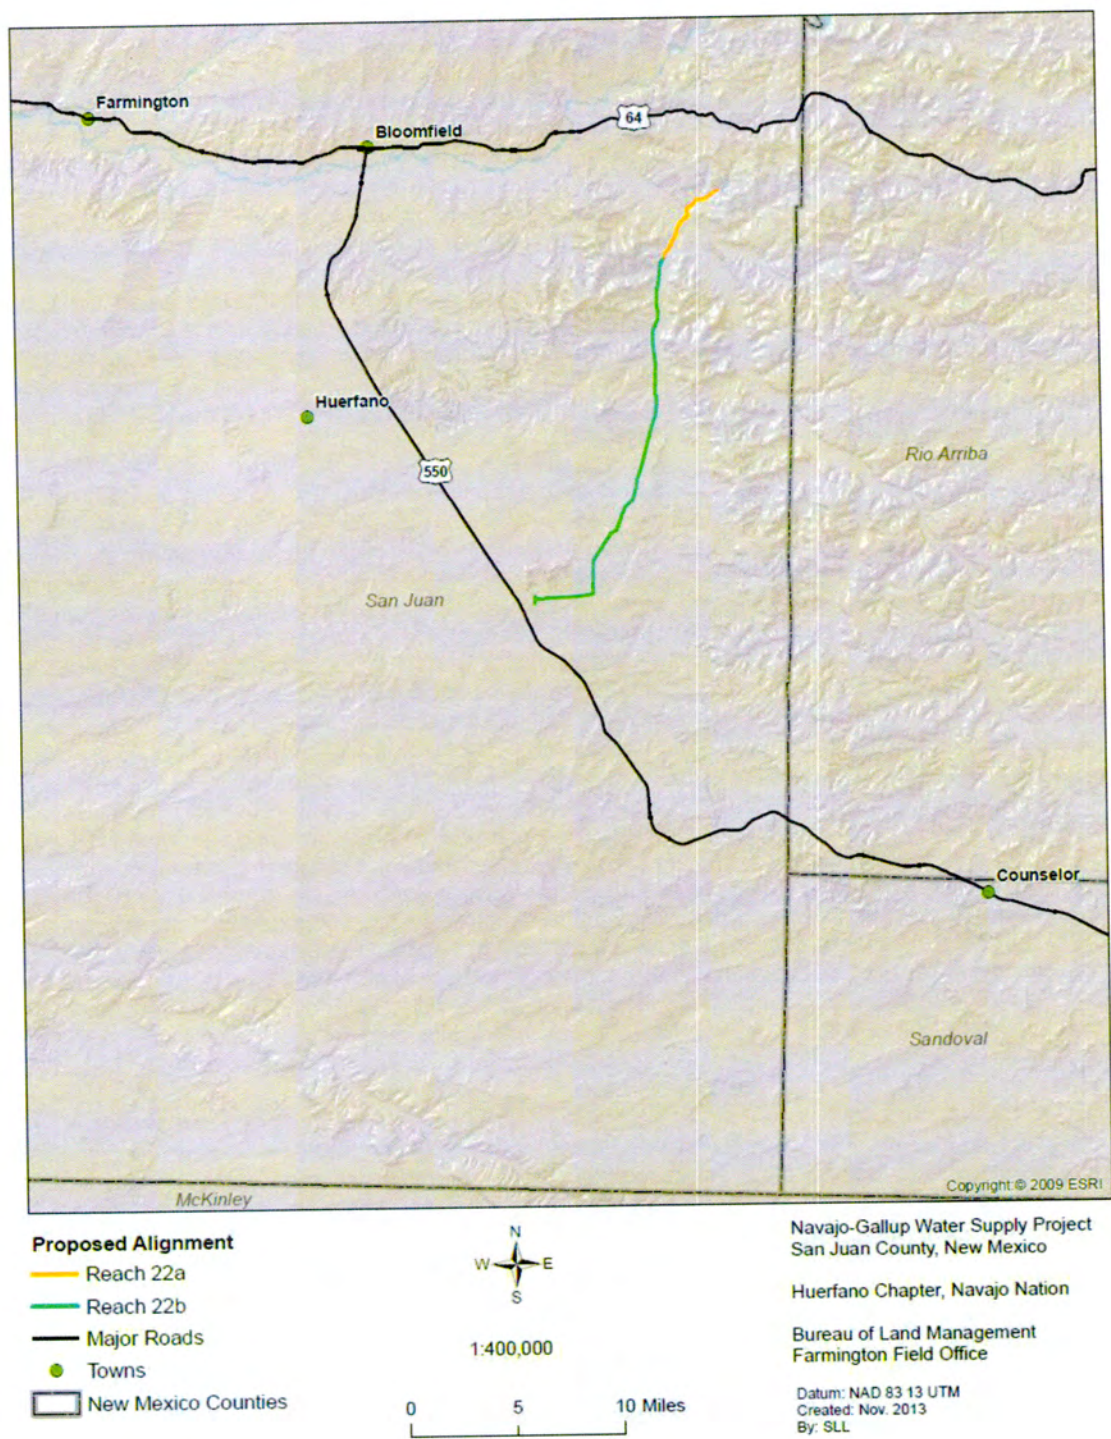 Farmington
Bloomfield
64
Huerfano
550
Rio Arriba
San Juan
Counselor
Sandoval
McKinley
Copyright:© 2009 ESRI
Proposed Alignment
Reach 22a
Reach 22b
Major Roads
Towns
New Mexico Counties
N
W E
S
1:400,000
0 5 10 Miles
Navajo-Gallup Water Supply Project
San Juan County, New Mexico
Huerfano Chapter, Navajo Nation
Bureau of Land Management
Farmington Field Office
Datum: NAD 83 13 UTM
Created: Nov. 2013
By: SLL